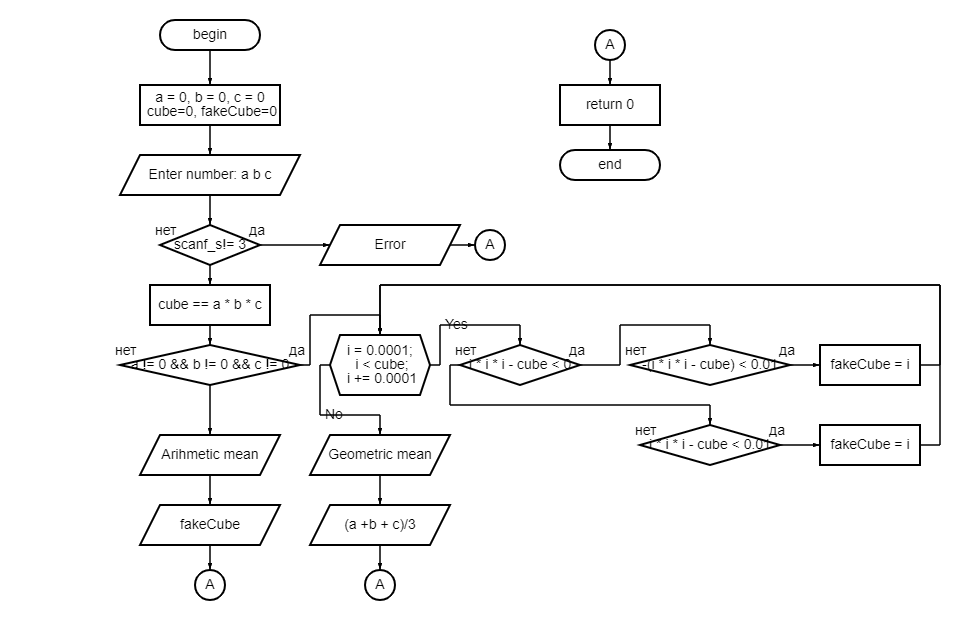 begin
a = 0, b = 0, c = 0
cube=0, fakeCube=0
Enter number: a b c
нет
да
scanf_s!= 3
Error
A
cube == a * b * c
нет
да
a != 0 && b != 0 && c != 0
i = 0.0001;
i < cube;
i += 0.0001
Yes
No
нет
да
i * i * i - cube < 0
нет
да
-(i * i * i - cube) < 0.01
fakeCube = i
нет
да
i * i * i - cube < 0.01
fakeCube = i
Arihmetic mean
fakeCube
A
Geometric mean
(a +b + c)/3
A
A
return 0
end